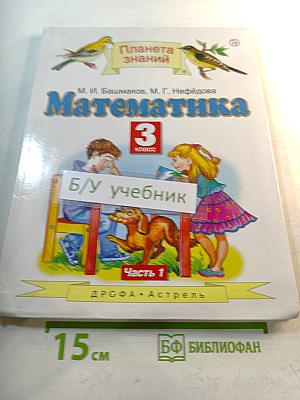 Планета
знаний
М. И. Башмаков, М. Г. Нефёдова
Математика
3
класс
Б/У учебник
Часть 1
ДРОФА • Астрель
15 см
БФ БИБЛИОФАН